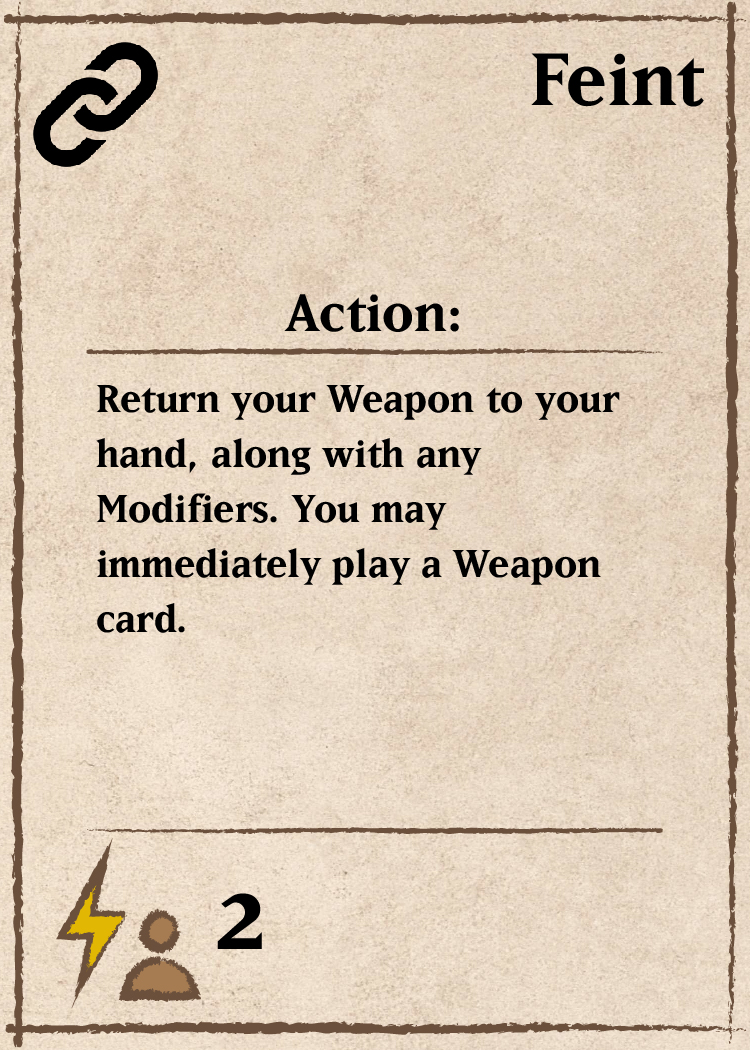 Feint
Action:
Return your Weapon to your
hand, along with any
Modifiers. You may
immediately play a Weapon
card.
2